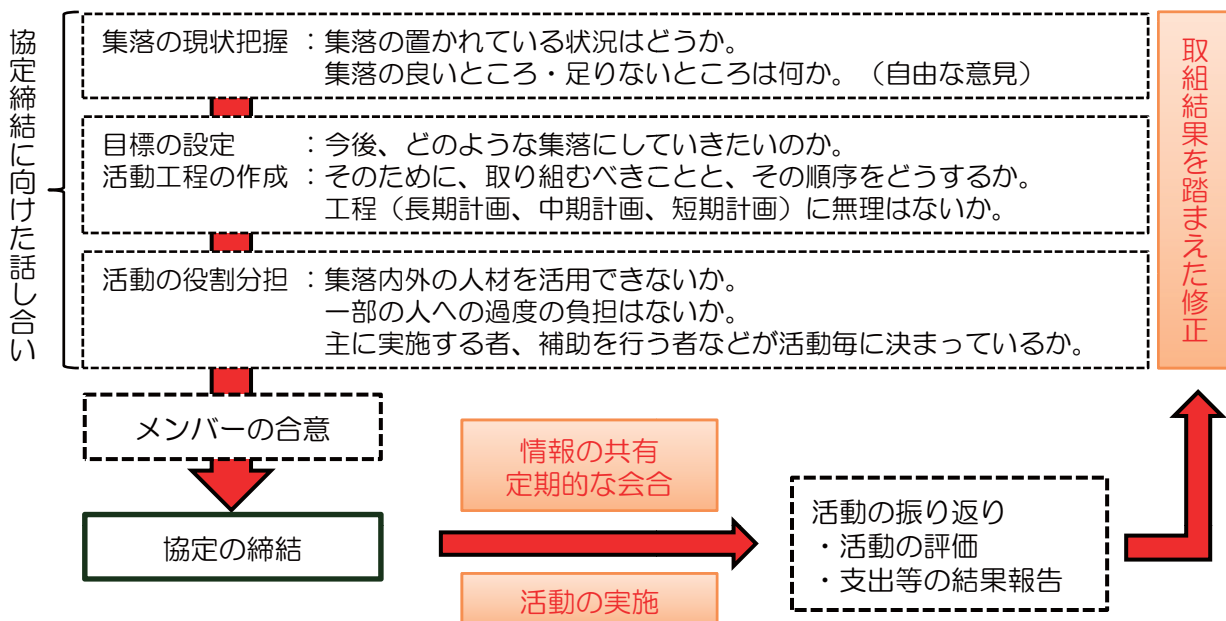 協定締結に向けた話し合い
集落の現状把握 ：集落の置かれている状況はどうか。
集落の良いところ・足りないところは何か。（自由な意見）
目標の設定 ：今後、どのような集落にしていきたいのか。
活動工程の作成 ：そのために、取り組むべきことと、その順序をどうするか。
工程（長期計画、中期計画、短期計画）に無理はないか。
活動の役割分担 ：集落内外の人材を活用できないか。
一部の人への過度の負担はないか。
主に実施する者、補助を行う者などが活動毎に決まっているか。
メンバーの合意
協定の締結
情報の共有
定期的な会合
活動の実施
活動の振り返り
・活動の評価
・支出等の結果報告
取組結果を踏まえた修正